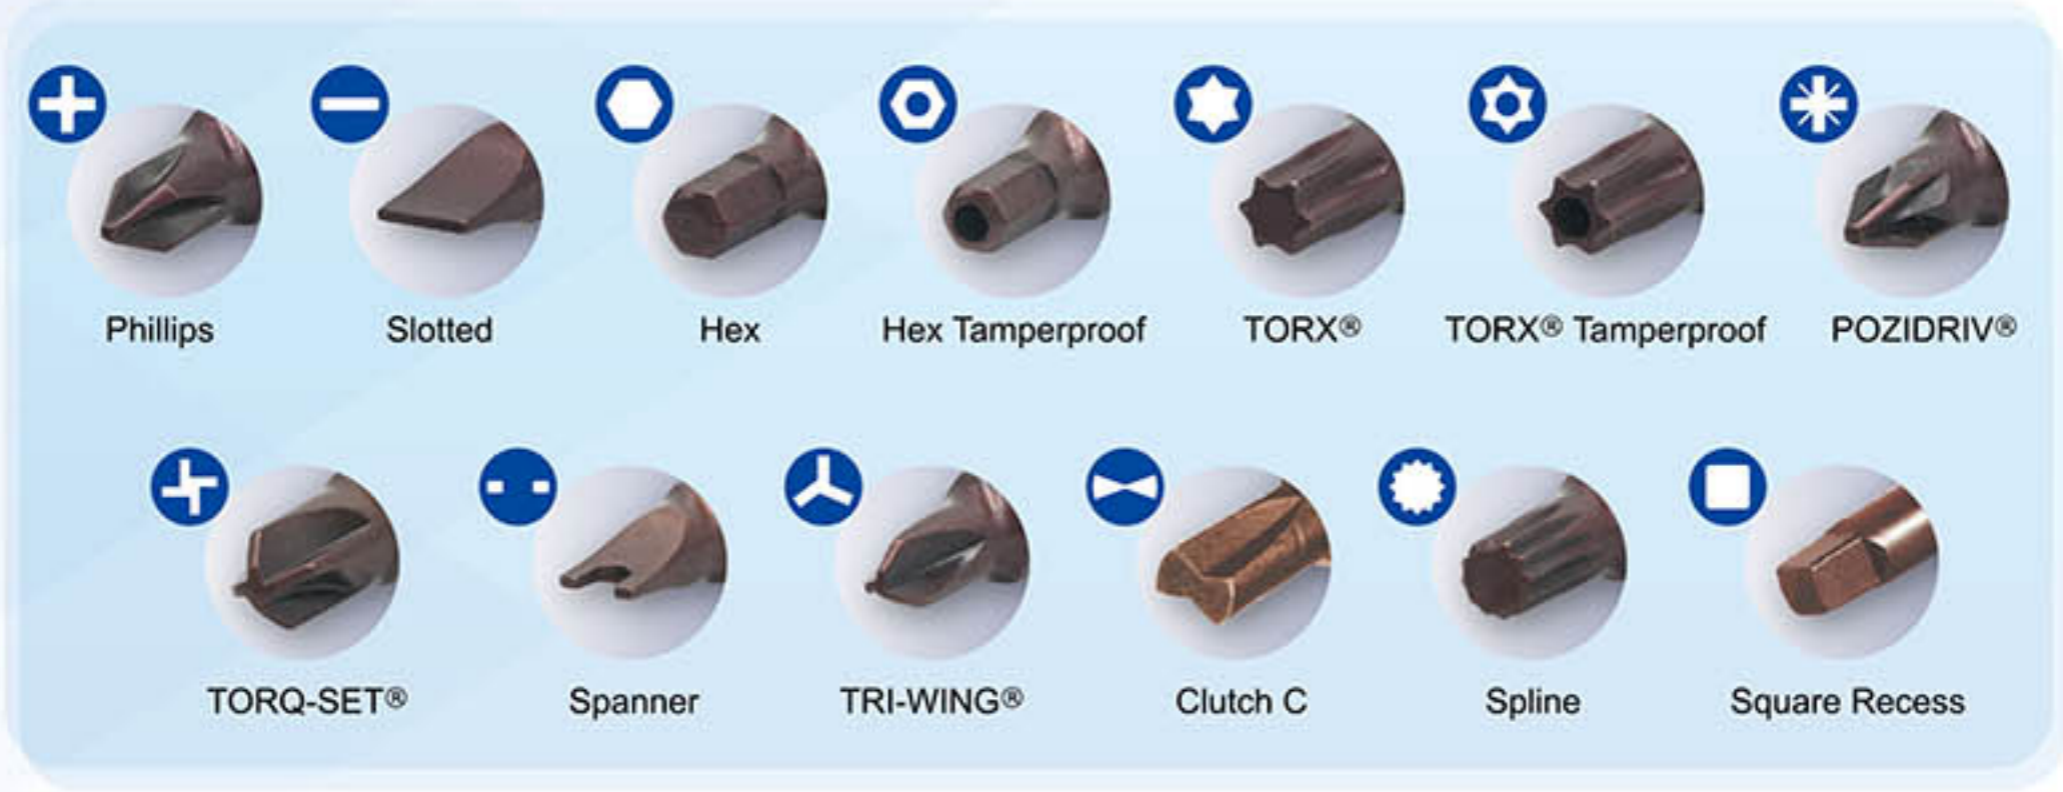 Phillips
Slotted
Hex
Hex Tamperproof
TORX®
TORX® Tamperproof
POZIDRIV®
TORQ-SET®
Spanner
TRI-WING®
Clutch C
Spline
Square Recess